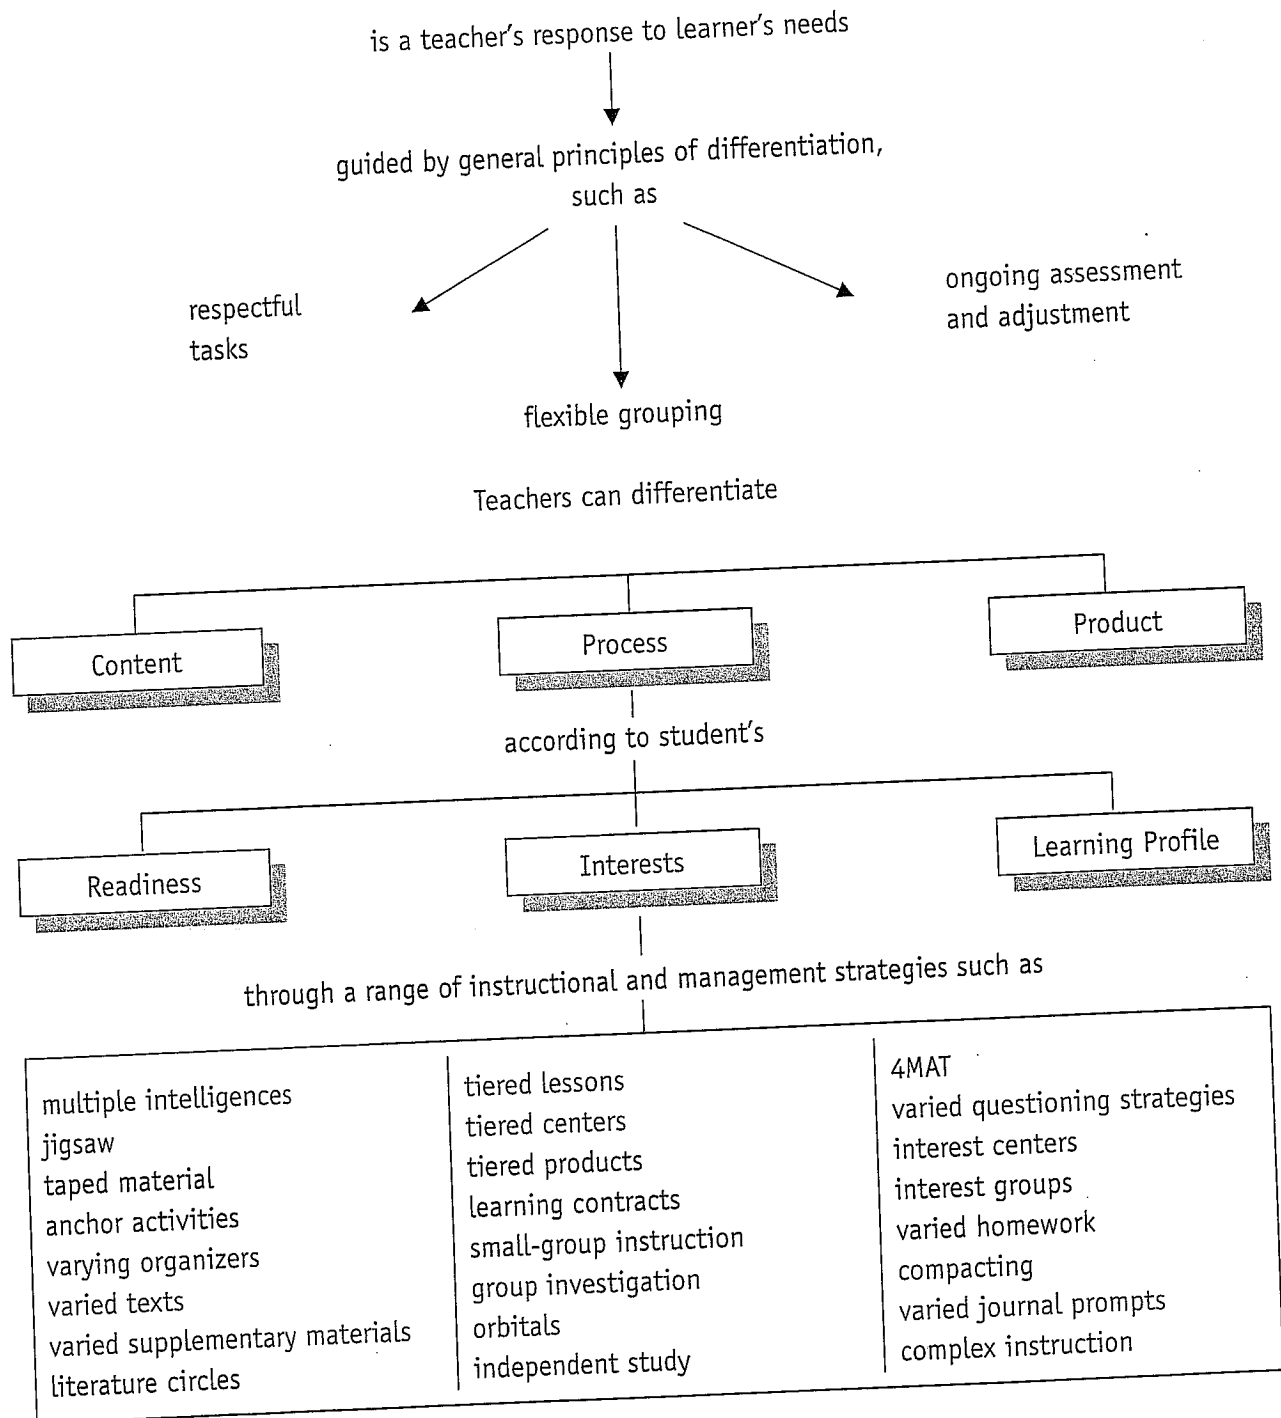 is a teacher's response to learner's needs
guided by general principles of differentiation,
such as
respectful
tasks
ongoing assessment
and adjustment
flexible grouping
Teachers can differentiate
Content
Process
Product
according to student's
Readiness
Interests
Learning Profile
through a range of instructional and management strategies such as
multiple intelligences
jigsaw
taped material
anchor activities
varying organizers
varied texts
varied supplementary materials
literature circles
tiered lessons
tiered centers
tiered products
learning contracts
small-group instruction
group investigation
orbitals
independent study
4MAT
varied questioning strategies
interest centers
interest groups
varied homework
compacting
varied journal prompts
complex instruction